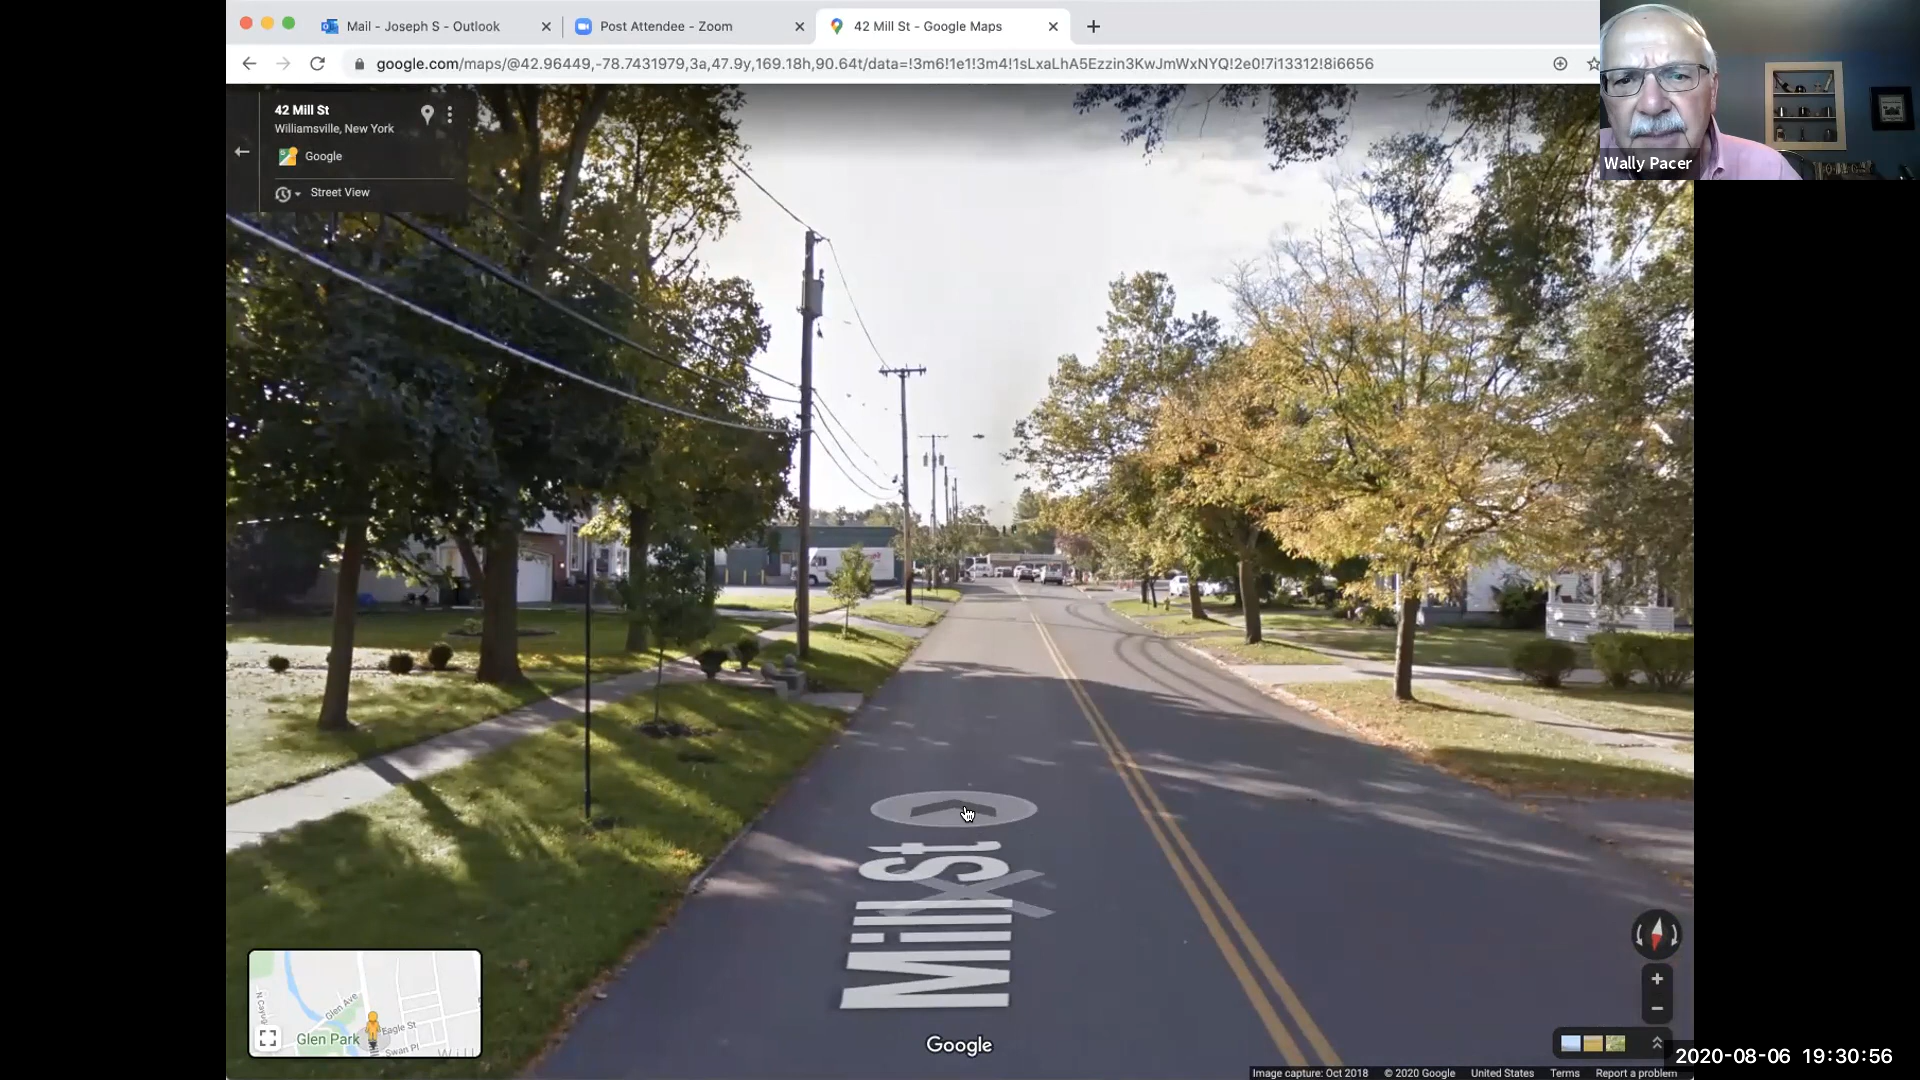 Mail - Joseph S - Outlook
Post Attendee - Zoom
42 Mill St - Google Maps
google.com/maps/@42.96449,-78.7431979,3a,47.9y,169.18h,90.64t/data=!3m6!1e1!3m4!1sLxaLhA5Ezzin3KwJmWxNYQ!2e0!7i13312!8i6656
Wally Pacer
42 Mill St
Williamsville, New York
Google
Street View
Mill St
N Cayug
Glen Ave
Eagle St
Glen Park
Swan Pl
Google
Image capture: Oct 2018 © 2020 Google United States Terms Report a problem
2020-08-06 19:30:56